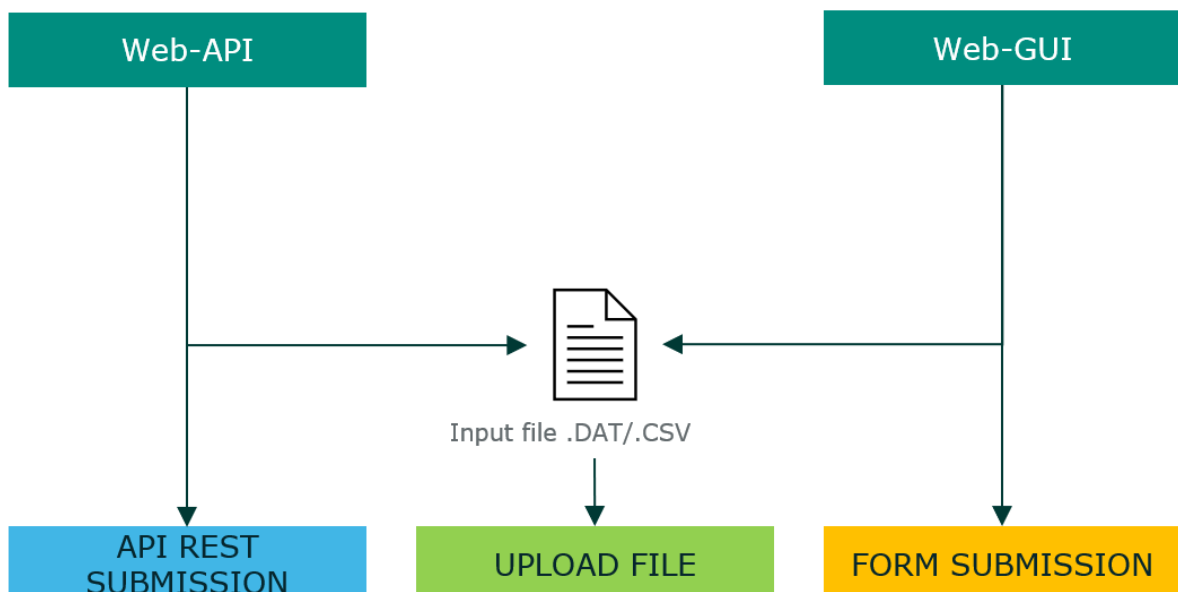 Web-API
Web-GUI
Input file .DAT/.CSV
API REST
SUBMISSION
UPLOAD FILE
FORM SUBMISSION